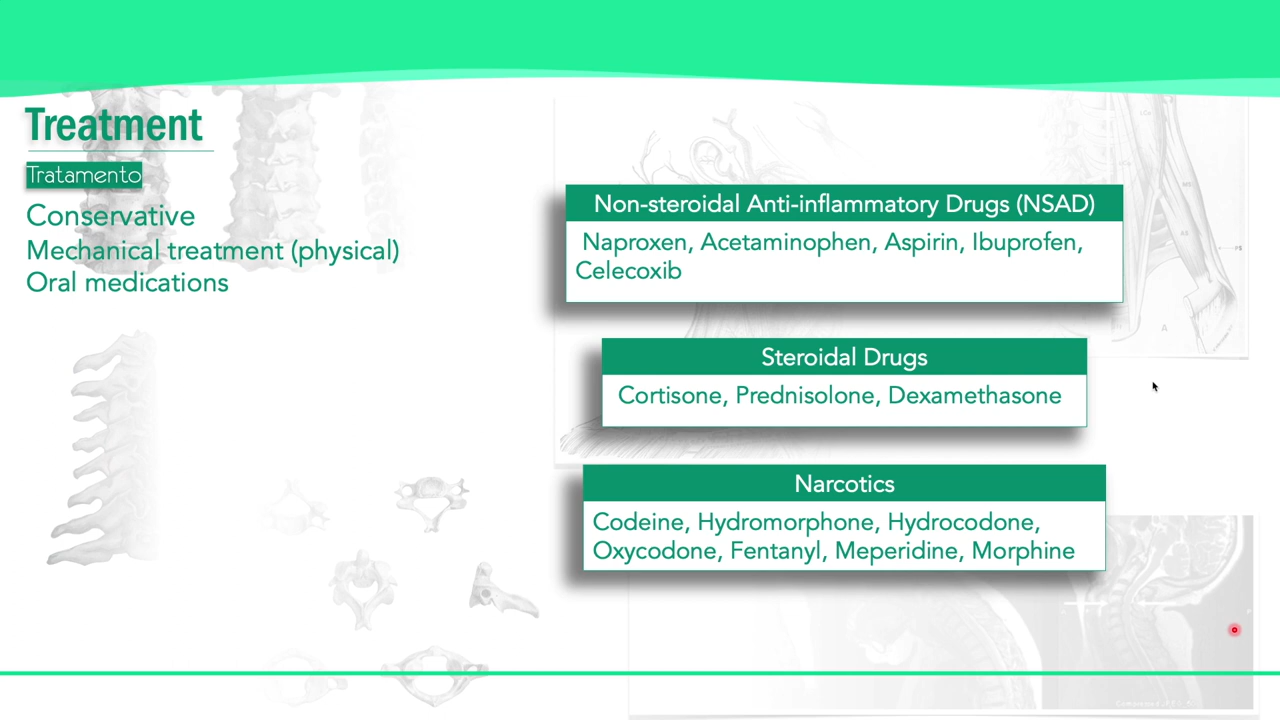 Treatment
Tratamento
Conservative
Mechanical treatment (physical)
Oral medications
Non-steroidal Anti-inflammatory Drugs (NSAD)
Naproxen, Acetaminophen, Aspirin, Ibuprofen,
Celecoxib
Steroidal Drugs
Cortisone, Prednisolone, Dexamethasone
Narcotics
Codeine, Hydromorphone, Hydrocodone,
Oxycodone, Fentanyl, Meperidine, Morphine